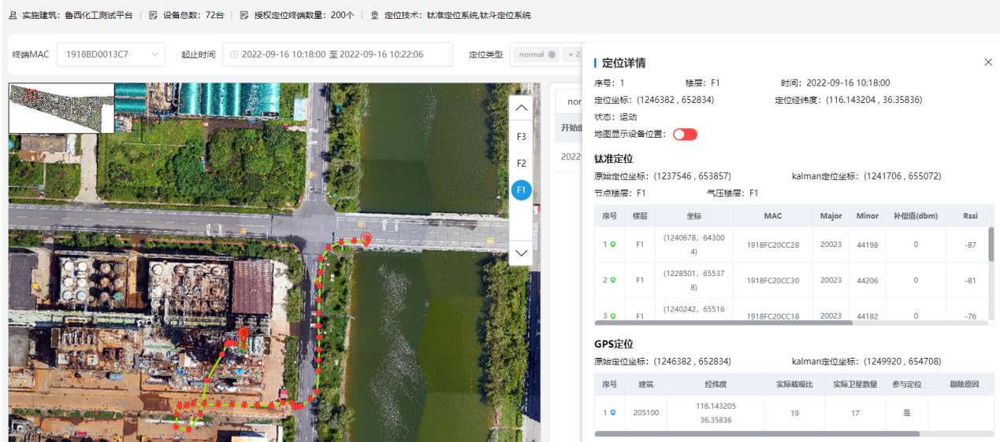 实施建筑：鲁西化工测试平台 设备总数：72台 授权定位终端数量：200个 定位技术：钛准定位系统,钛斗定位系统
终端MAC 1918BD0013C7 起止时间 2022-09-16 10:18:00 至 2022-09-16 10:22:06 定位类型 normal + 2
F3
F2
F1
nor
开始时
2022-
定位详情
序号：1 楼层：F1 时间：2022-09-16 10:18:00
定位坐标：(1246382 , 652834) 定位经纬度：(116.143204 , 36.35836)
状态：运动
地图显示设备位置：
钛准定位
原始定位坐标：(1237546 , 653857) kalman定位坐标：(1241706 , 655072)
节点楼层：F1 气压楼层：F1
序号 楼层 坐标 MAC Major Minor 补偿值(dbm) Rssi
1 F1 (1240678, 643004) 1918FC20CC28 20023 44198 0 -87
2 F1 (1228501, 655378) 1918FC20CC30 20023 44206 0 -81
3 F1 (1240242, 65516 1918FC20CC18 20023 44182 0 -76
GPS定位
原始定位坐标：(1246382 , 652834) kalman定位坐标：(1249920 , 654708)
序号 建筑 经纬度 实际载噪比 实际卫星数量 参与定位 剔除原因
1 205100 116.143205 19 17 是
36.35836